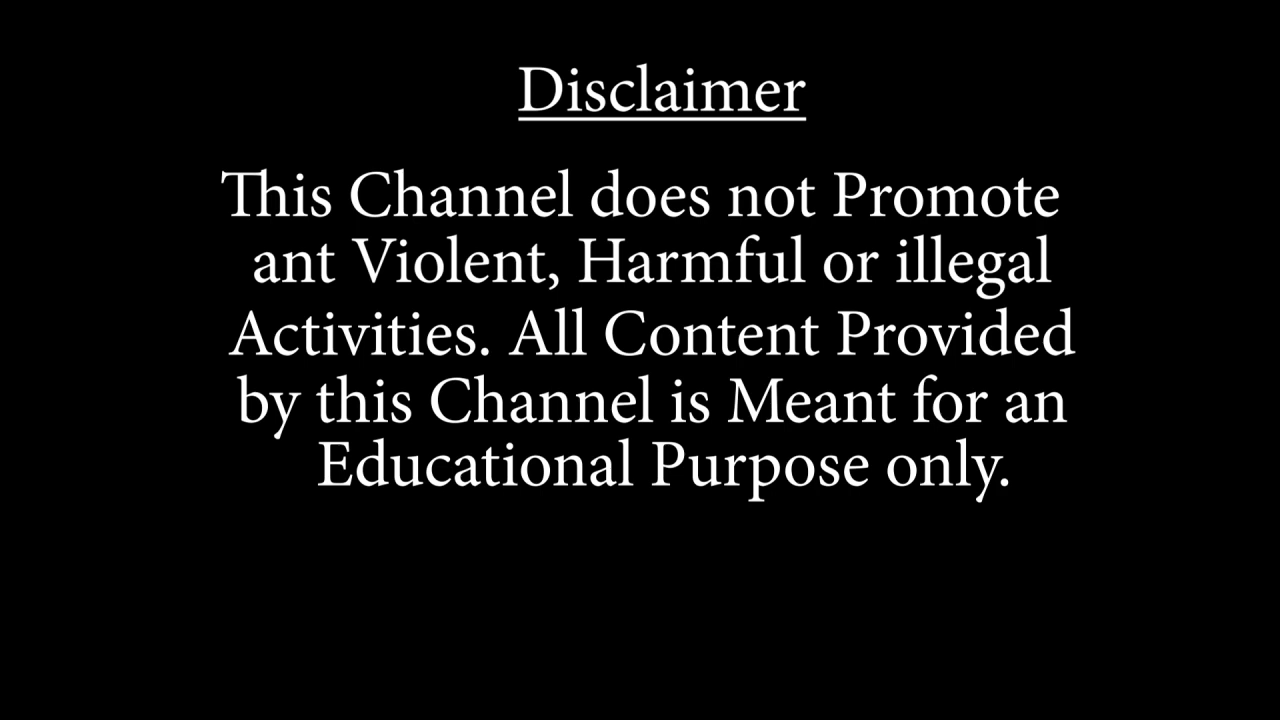 Disclaimer
This Channel does not Promote
ant Violent, Harmful or illegal
Activities. All Content Provided
by this Channel is Meant for an
Educational Purpose only.